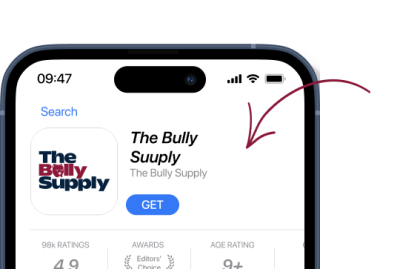 09:47
Search
The
Bully
Supply
The Bully
Suuply
The Bully Supply
GET
98k RATINGS
AWARDS
AGE RATING
4.9
Editors'
Choice
9+